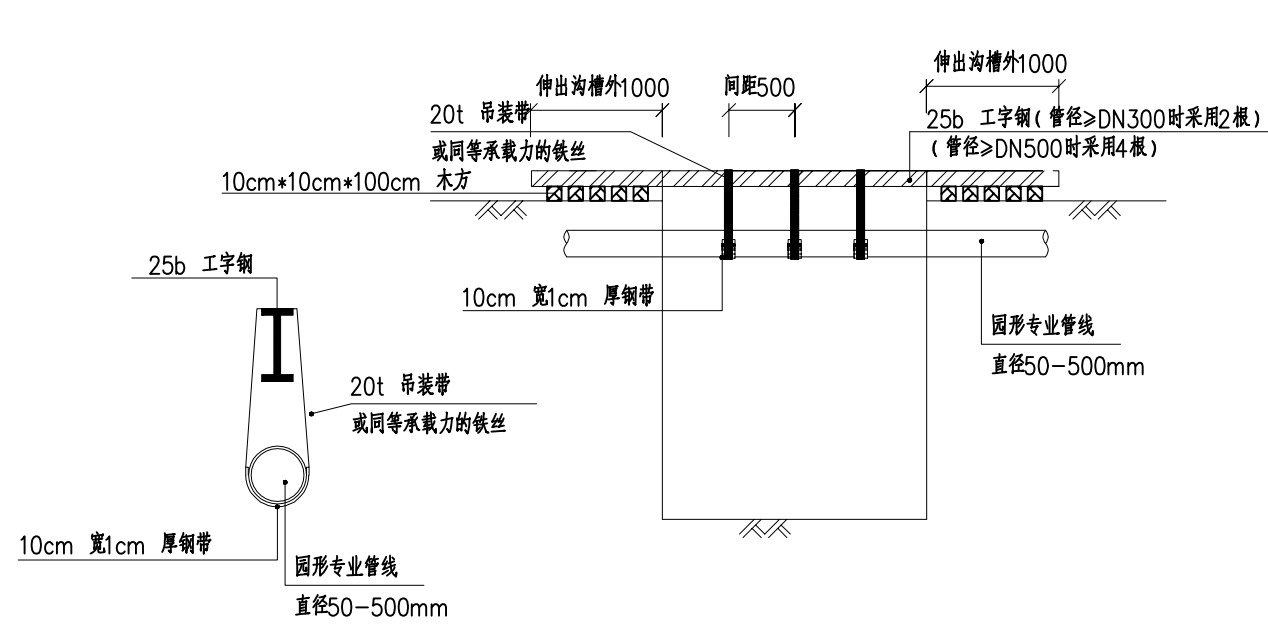 伸出沟槽外1000
伸出沟槽外1000
间距500
20t 吊装带
或同等承载力的铁丝
25b 工字钢(管径≥DN300时采用2根)
(管径≥DN500时采用4根)
10cm*10cm*100cm 木方
25b 工字钢
10cm 宽1cm 厚钢带
园形专业管线
直径50-500mm
20t 吊装带
或同等承载力的铁丝
10cm 宽1cm 厚钢带
园形专业管线
直径50-500mm